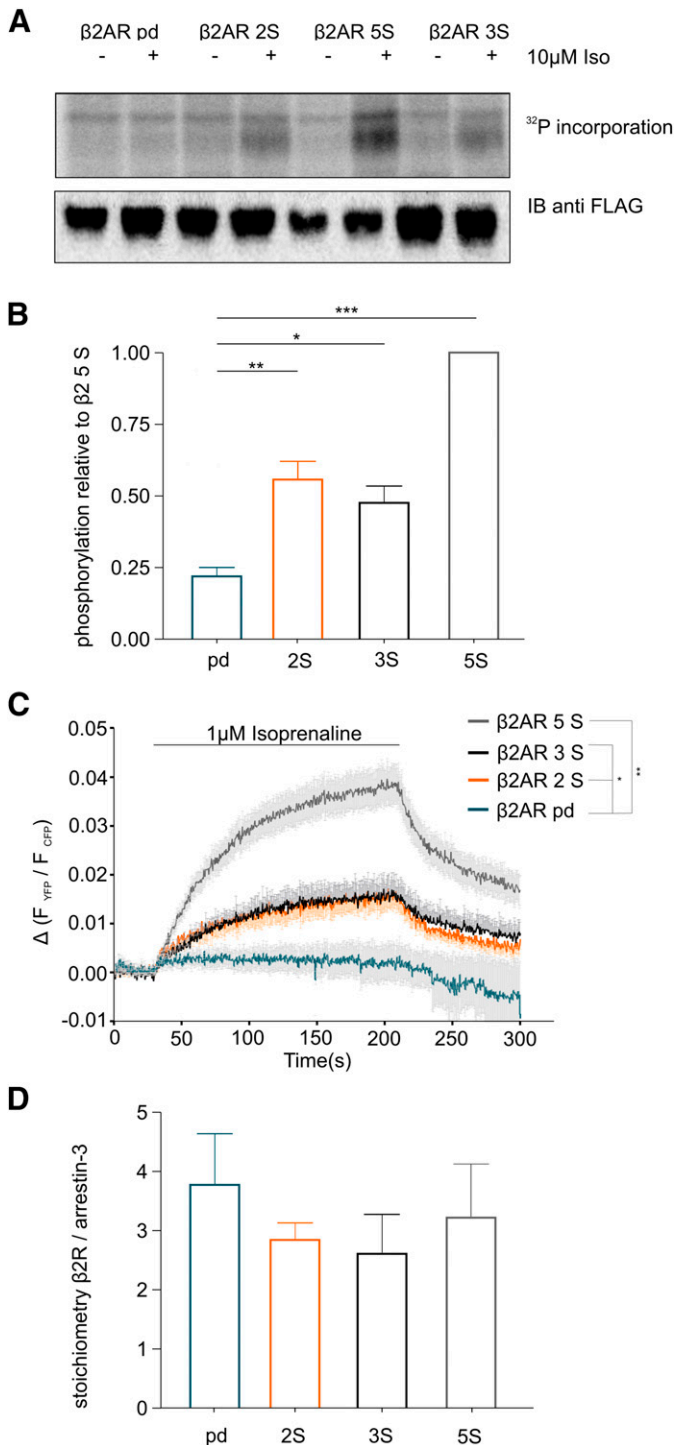 A
β2AR pd β2AR 2S β2AR 5S β2AR 3S
- + - + - + - + 10μM Iso
³²P incorporation
IB anti FLAG
B
phosphorylation relative to β2 5 S
***
*
**
1.00
0.75
0.50
0.25
0.00
pd 2S 3S 5S
C
Δ (F YFP / F CFP)
1μM Isoprenaline
0.05
0.04
0.03
0.02
0.01
0.00
-0.01
0 50 100 150 200 250 300
Time(s)
β2AR 5 S
β2AR 3 S
β2AR 2 S
β2AR pd
*
**
D
stoichiometry β2R / arrestin-3
5
4
3
2
1
0
pd 2S 3S 5S